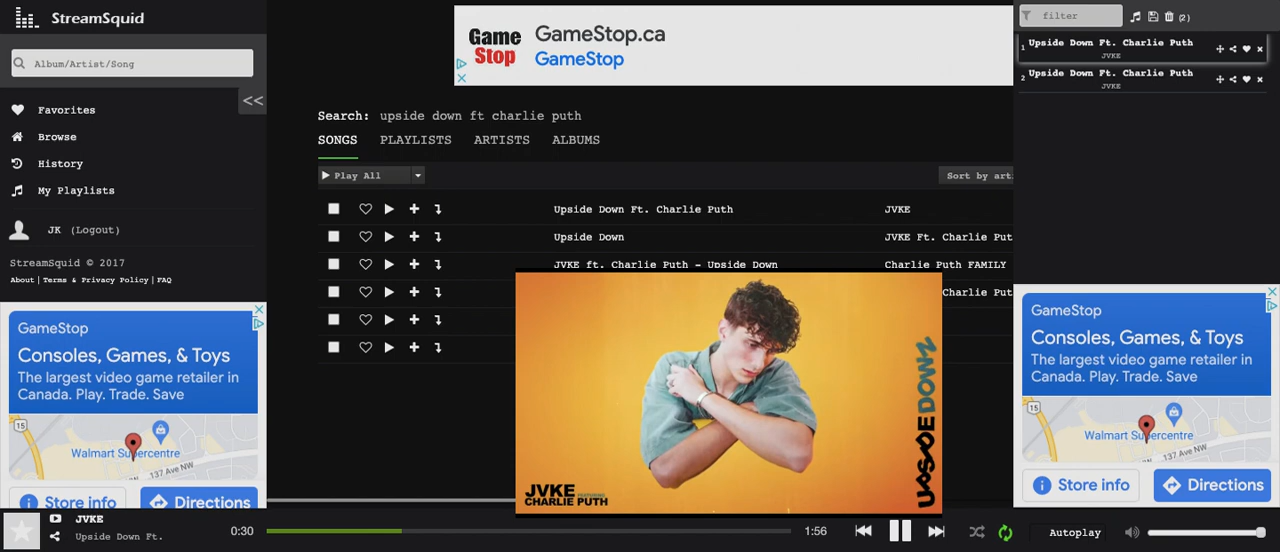 StreamSquid
Album/Artist/Song
<<
Favorites
Browse
History
My Playlists
JK (Logout)
StreamSquid © 2017
About | Terms & Privacy Policy | FAQ
GameStop
Consoles, Games, & Toys
The largest video game retailer in
Canada. Play. Trade. Save
15
Walmart Supercentre
137 Ave NW
Store info
Directions
Game
Stop
GameStop.ca
GameStop
Search: upside down ft charlie puth
SONGS PLAYLISTS ARTISTS ALBUMS
Play All
Sort by art
Upside Down Ft. Charlie Puth JVKE
Upside Down JVKE Ft. Charlie Put
JVKE ft. Charlie Puth - Upside Down Charlie Puth FAMILY
Charlie Put
UPSIDE DOWN
JVKE FEATURING
CHARLIE PUTH
filter
(2)
1 Upside Down Ft. Charlie Puth
JVKE
2 Upside Down Ft. Charlie Puth
JVKE
GameStop
Consoles, Games, & Toys
The largest video game retailer in
Canada. Play. Trade. Save
15
Walmart Supercentre
137 Ave NW
Store info
Directions
JVKE
Upside Down Ft.
0:30
1:56
Autoplay